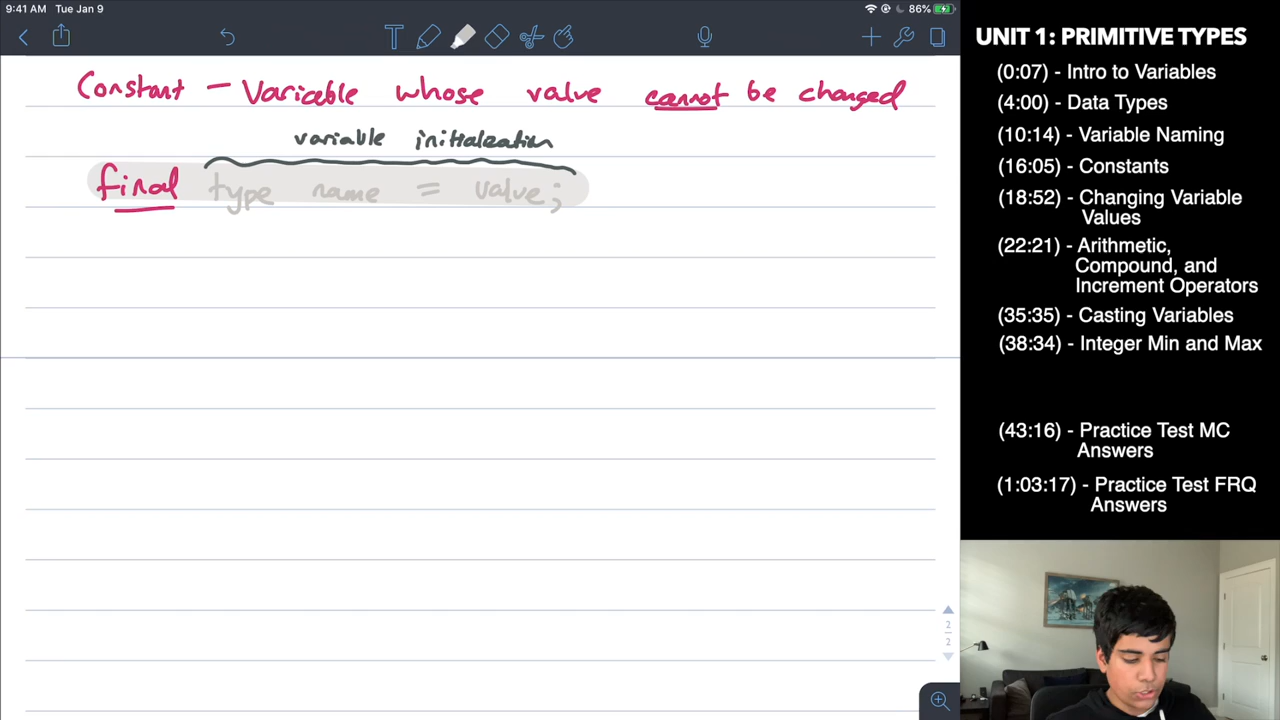 9:41 AM Tue Jan 9
86%
Constant - Variable whose value cannot be changed
variable initialization
final type name = value;
2
2
UNIT 1: PRIMITIVE TYPES
(0:07) - Intro to Variables
(4:00) - Data Types
(10:14) - Variable Naming
(16:05) - Constants
(18:52) - Changing Variable
Values
(22:21) - Arithmetic,
Compound, and
Increment Operators
(35:35) - Casting Variables
(38:34) - Integer Min and Max
(43:16) - Practice Test MC
Answers
(1:03:17) - Practice Test FRQ
Answers